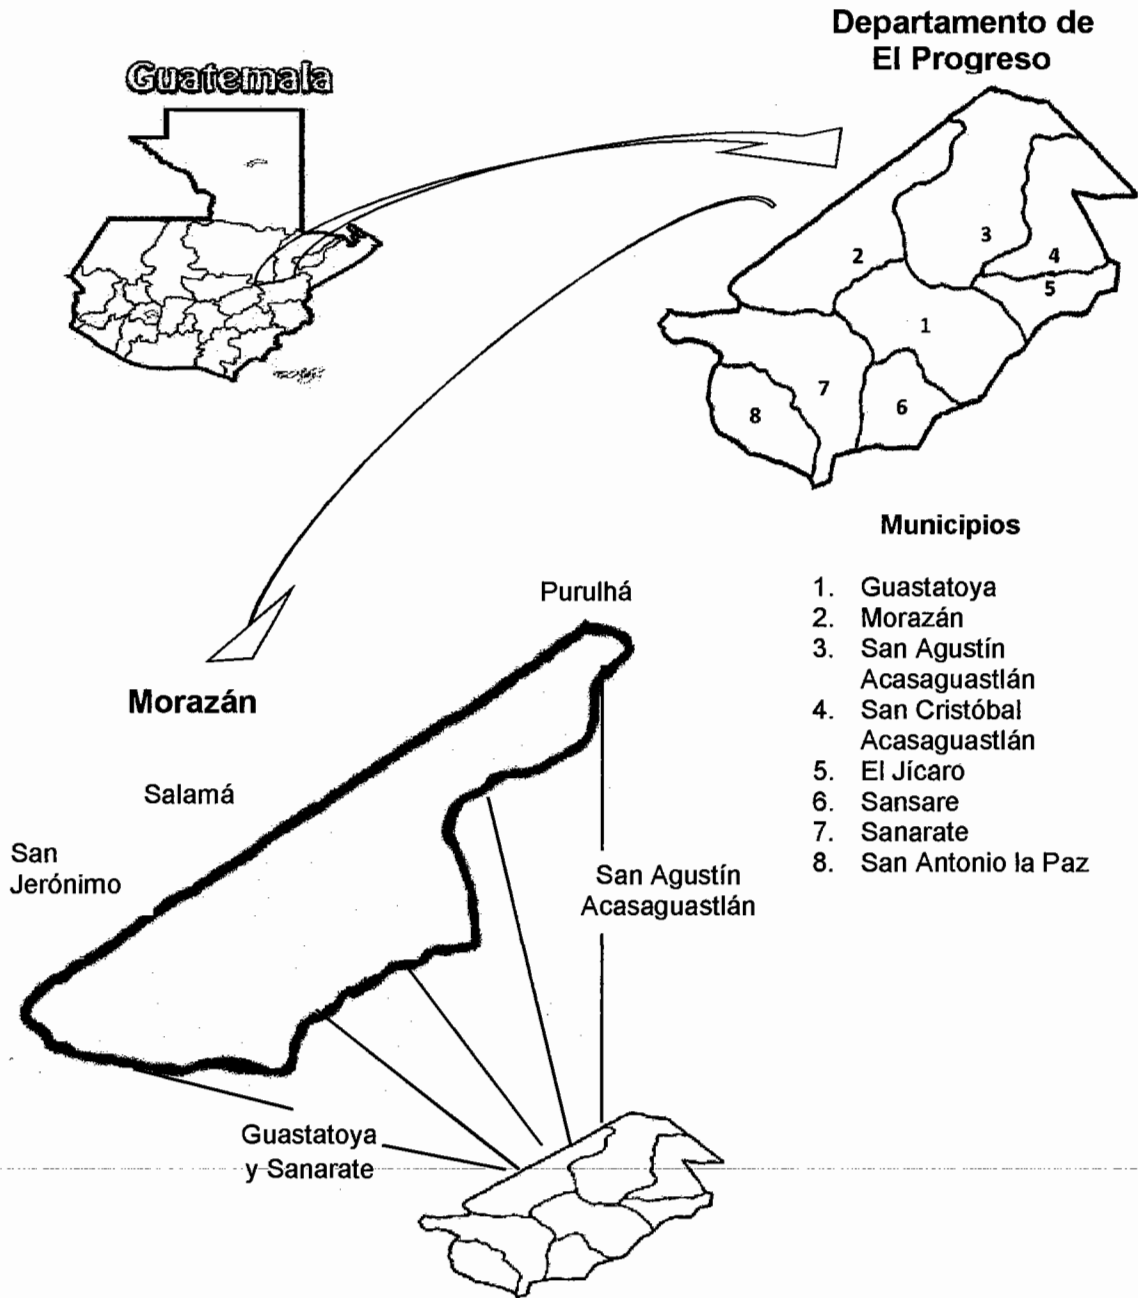 Departamento de
El Progreso
Guatemala
3
2
4
5
1
7
6
8
Municipios
1. Guastatoya
2. Morazán
3. San Agustín
Acasaguastlán
4. San Cristóbal
Acasaguastlán
5. El Jícaro
6. Sansare
7. Sanarate
8. San Antonio la Paz
Purulhá
Morazán
Salamá
San
Jerónimo
San Agustín
Acasaguastlán
Guastatoya
y Sanarate